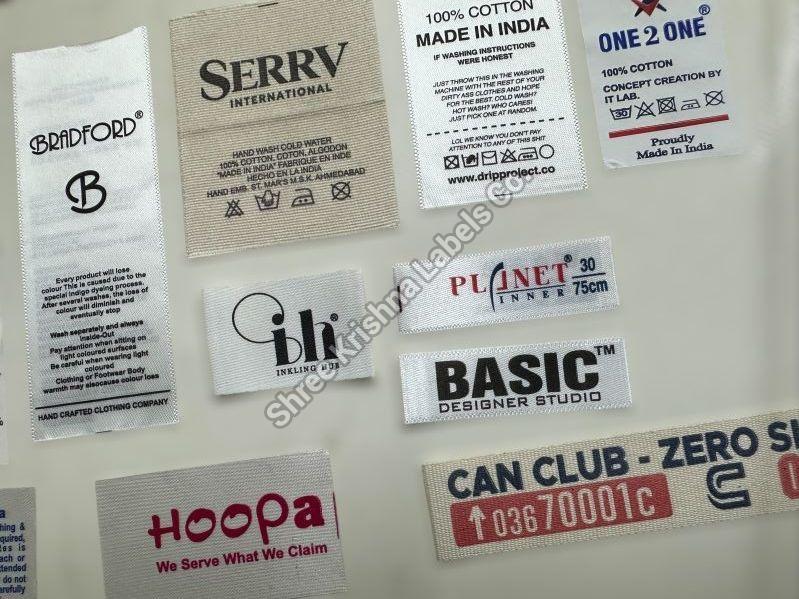 BRADFORD®
B
Every product will lose
colour This is caused due to the
special indigo dyeing process.
After several washes, the loss of
colour will diminish and
eventually stop
Wash separately and always
inside-Out
Pay attention when sitting on
light coloured surfaces
Be careful when wearing light
coloured
Clothing or Footwear Body
warmth may alsocause colour loss
HAND CRAFTED CLOTHING COMPANY
SERRV
INTERNATIONAL
HAND WASH COLD WATER
100% COTTON, COTON, ALGODON
"MADE IN INDIA" FABRIQUE EN INDE
HECHO EN LA INDIA
HAND EMB. ST. MAR'S M.S.K. AHMEDABAD
100% COTTON
MADE IN INDIA
IF WASHING INSTRUCTIONS
WERE HONEST
JUST THROW THIS IN THE WASHING
MACHINE WITH THE REST OF YOUR
DIRTY ASS CLOTHES AND HOPE
FOR THE BEST. COLD WASH?
HOT WASH? WHO CARES!
JUST PICK ONE AT RANDOM.
LOL WE KNOW YOU DON'T PAY
ATTENTION TO ANY OF THIS SHIT.
www.dripproject.co
ONE 2 ONE®
100% COTTON
CONCEPT CREATION BY
IT LAB.
30
Proudly
Made In India
ih®
INKLING HUB
PLANET® 30
INNER 75cm
BASIC™
DESIGNER STUDIO
HOOPa
We Serve What We Claim
CAN CLUB - ZERO
03670001C
Shree Krishna Labels Co.